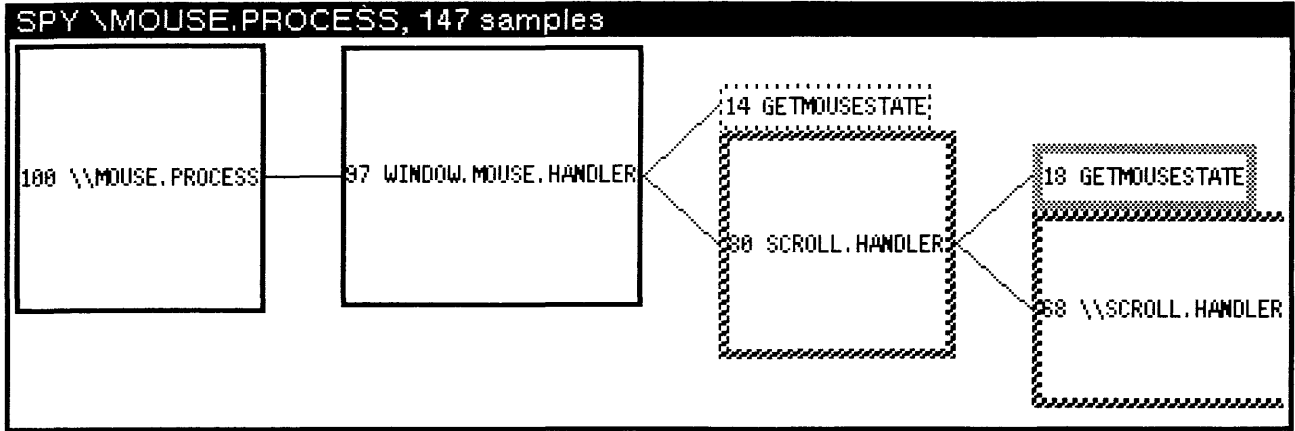 SPY \MOUSE.PROCESS, 147 samples
100 \\MOUSE.PROCESS
97 WINDOW.MOUSE.HANDLER
14 GETMOUSESTATE
80 SCROLL.HANDLER
18 GETMOUSESTATE
68 \\SCROLL.HANDLER